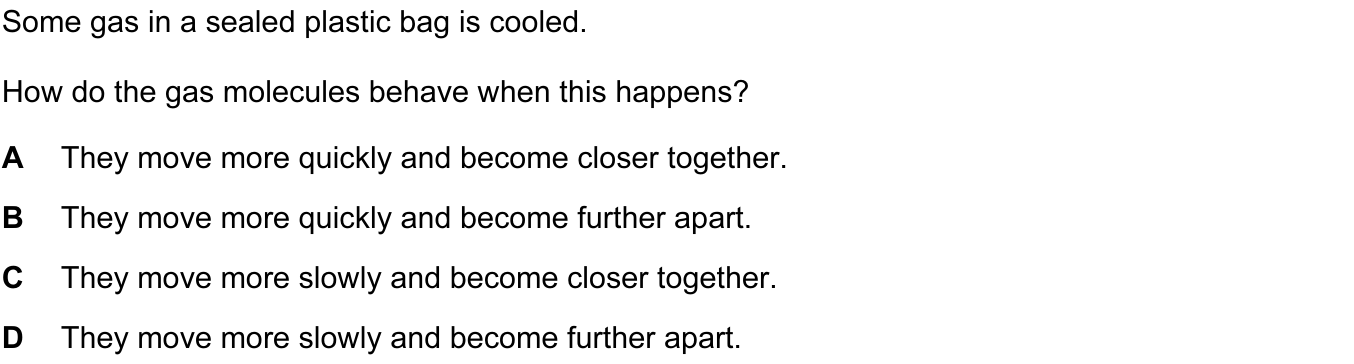 Some gas in a sealed plastic bag is cooled.
How do the gas molecules behave when this happens?
A They move more quickly and become closer together.
B They move more quickly and become further apart.
C They move more slowly and become closer together.
D They move more slowly and become further apart.